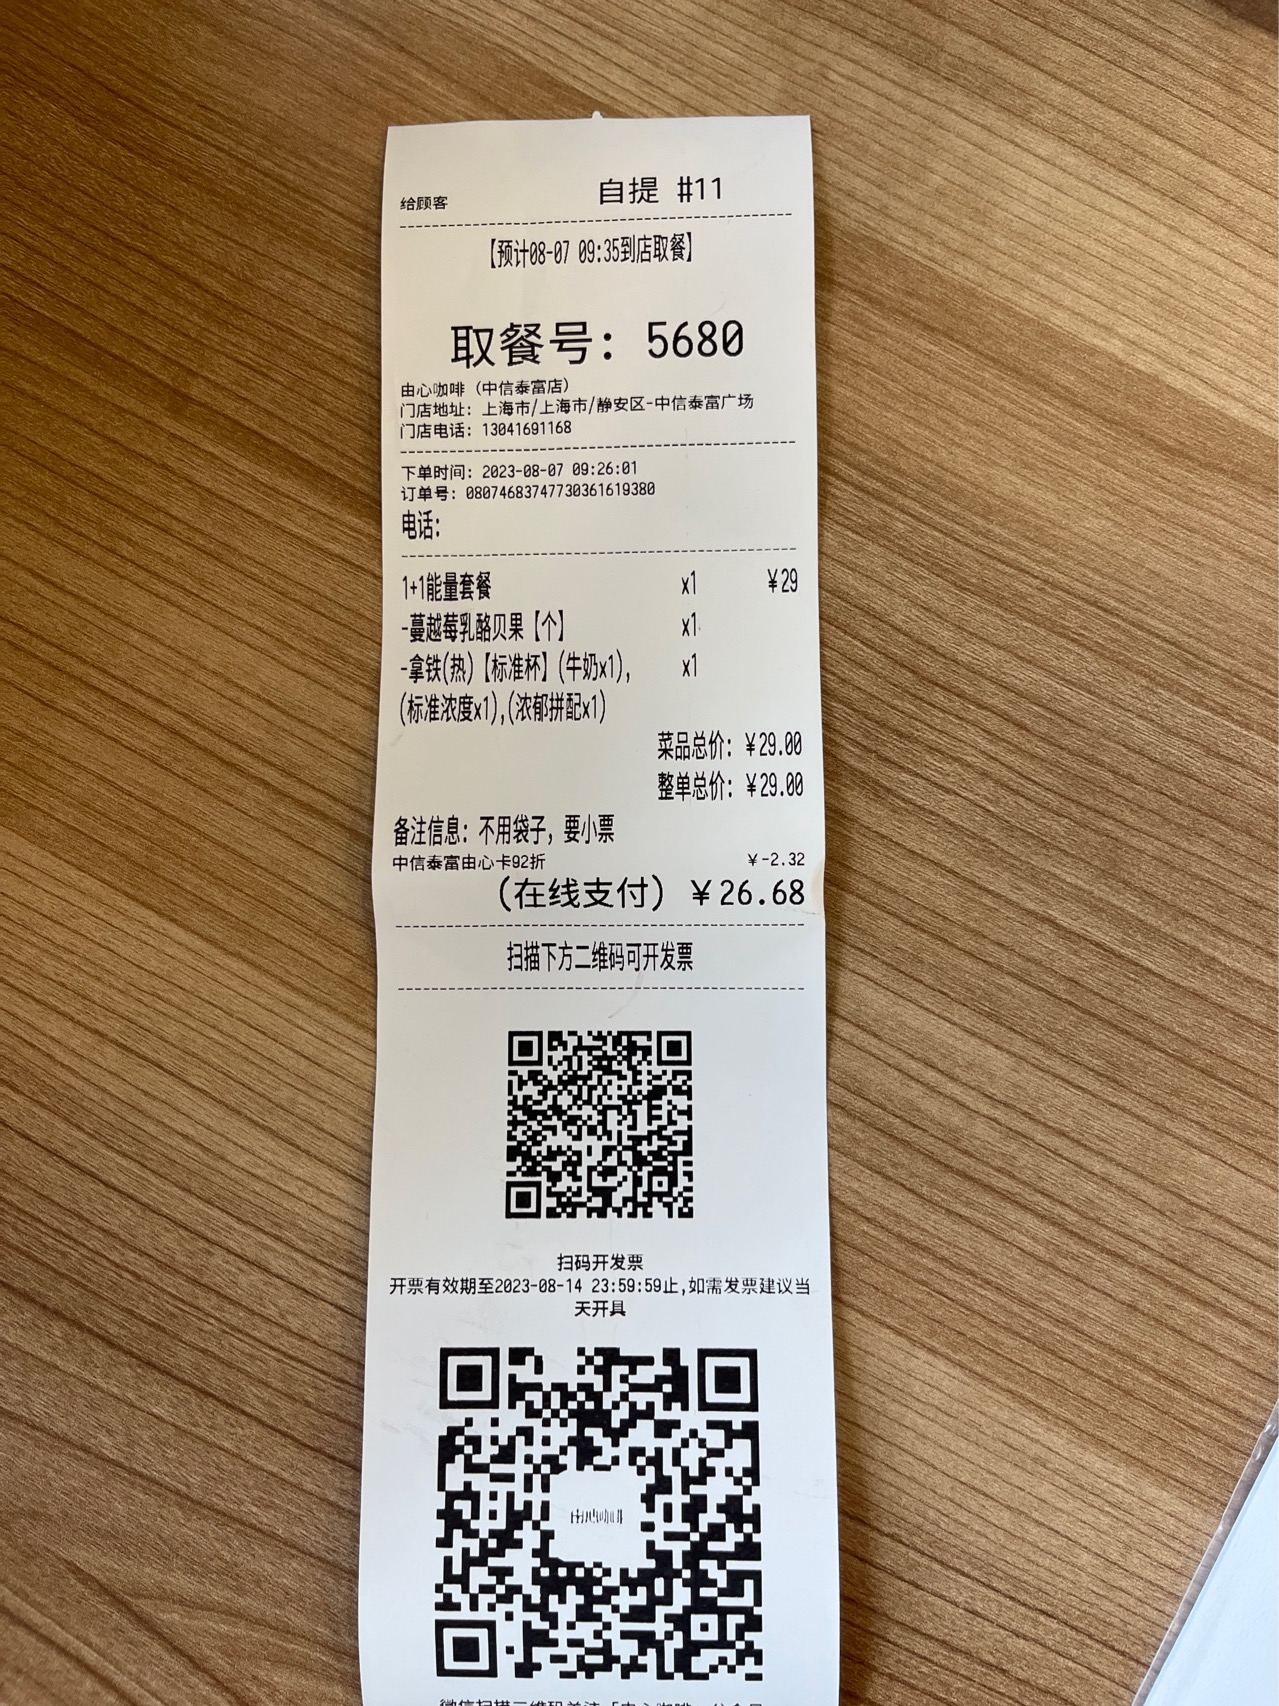 给顾客 自提 #11
【预计08-07 09:35到店取餐】
取餐号： 5680
由心咖啡（中信泰富店）
门店地址：上海市/上海市/静安区-中信泰富广场
门店电话：13041691168
下单时间：2023-08-07 09:26:01
订单号：08074683747730361619380
电话：
1+1能量套餐 x1 ￥29
-蔓越莓乳酪贝果【个】 x1
-拿铁(热)【标准杯】(牛奶x1), x1
(标准浓度x1),(浓郁拼配x1)
菜品总价：￥29.00
整单总价：￥29.00
备注信息：不用袋子，要小票
中信泰富由心卡92折 ￥-2.32
(在线支付) ￥26.68
扫描下方二维码可开发票
扫码开发票
开票有效期至2023-08-14 23:59:59止,如需发票建议当
天开具
由心咖啡